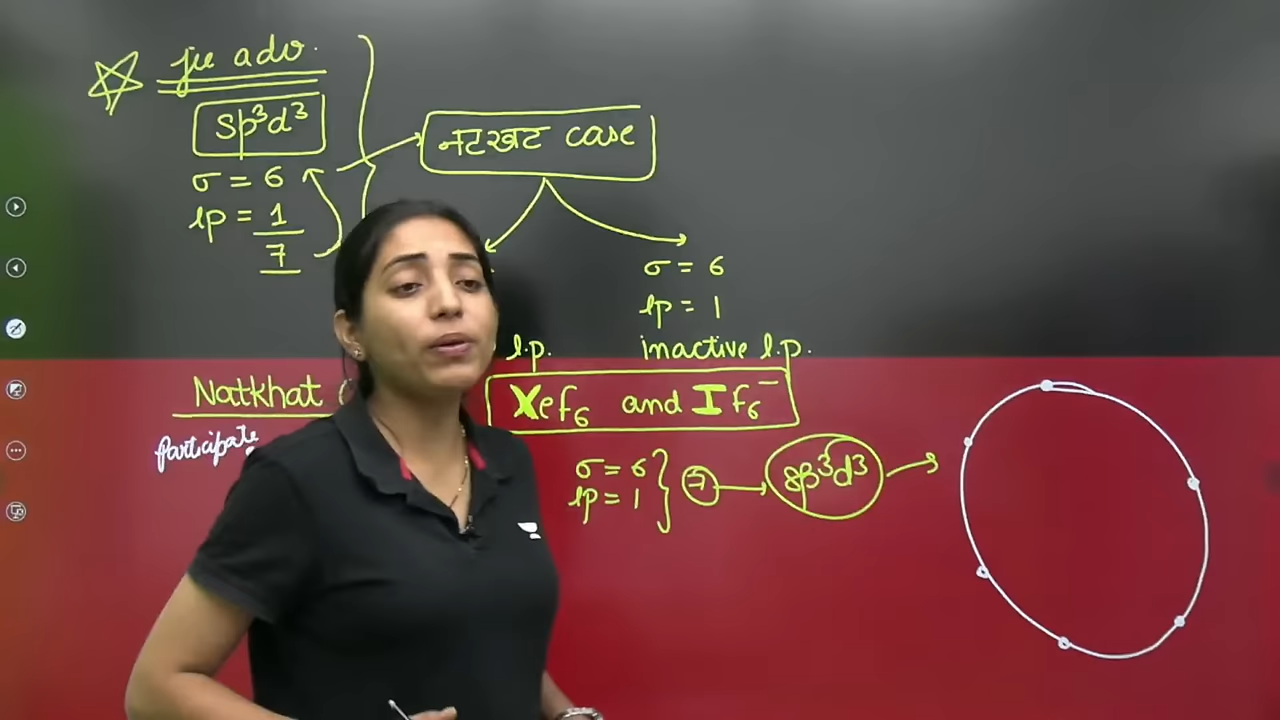 jee adv.
sp³d³
σ = 6
lp = 1
7
नटखट case
σ = 6
lp = 1
l.p.
inactive l.p.
Natkhat
Participate
Xef₆ and If₆⁻
σ = 6
lp = 1
7
sp³d³